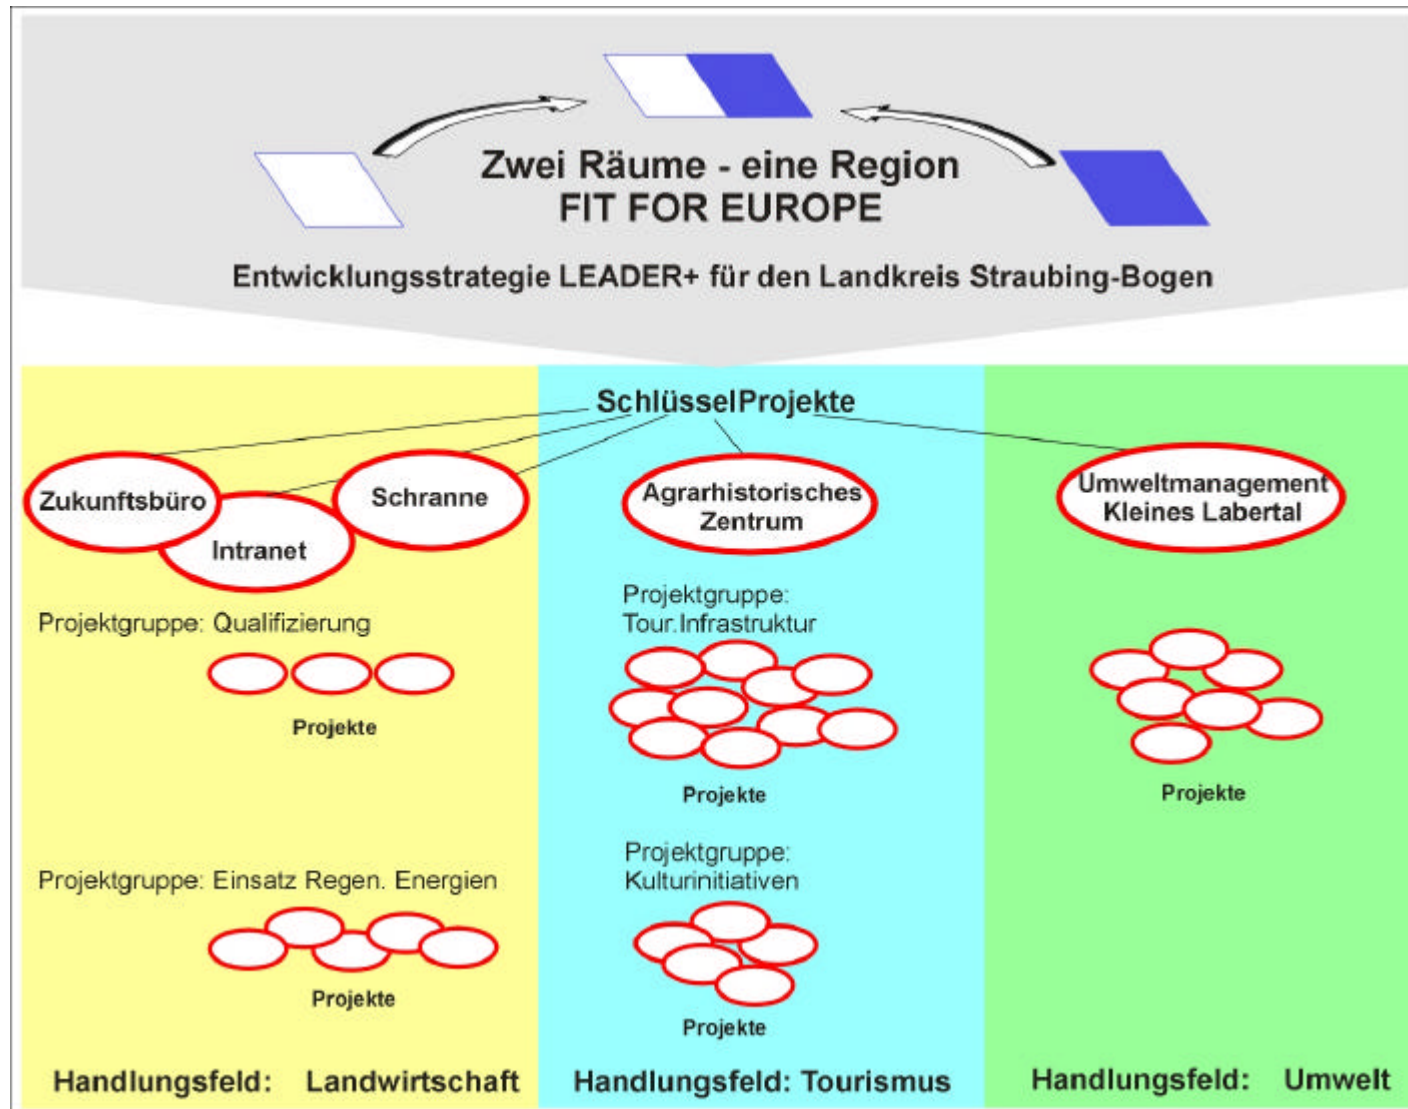 Zwei Räume - eine Region
FIT FOR EUROPE
Entwicklungsstrategie LEADER+ für den Landkreis Straubing-Bogen
SchlüsselProjekte
Zukunftsbüro
Intranet
Schranne
Projektgruppe: Qualifizierung
Projekte
Projektgruppe: Einsatz Regen. Energien
Projekte
Handlungsfeld: Landwirtschaft
Agrarhistorisches
Zentrum
Projektgruppe:
Tour.Infrastruktur
Projekte
Projektgruppe:
Kulturinitiativen
Projekte
Handlungsfeld: Tourismus
Umweltmanagement
Kleines Labertal
Projekte
Handlungsfeld: Umwelt